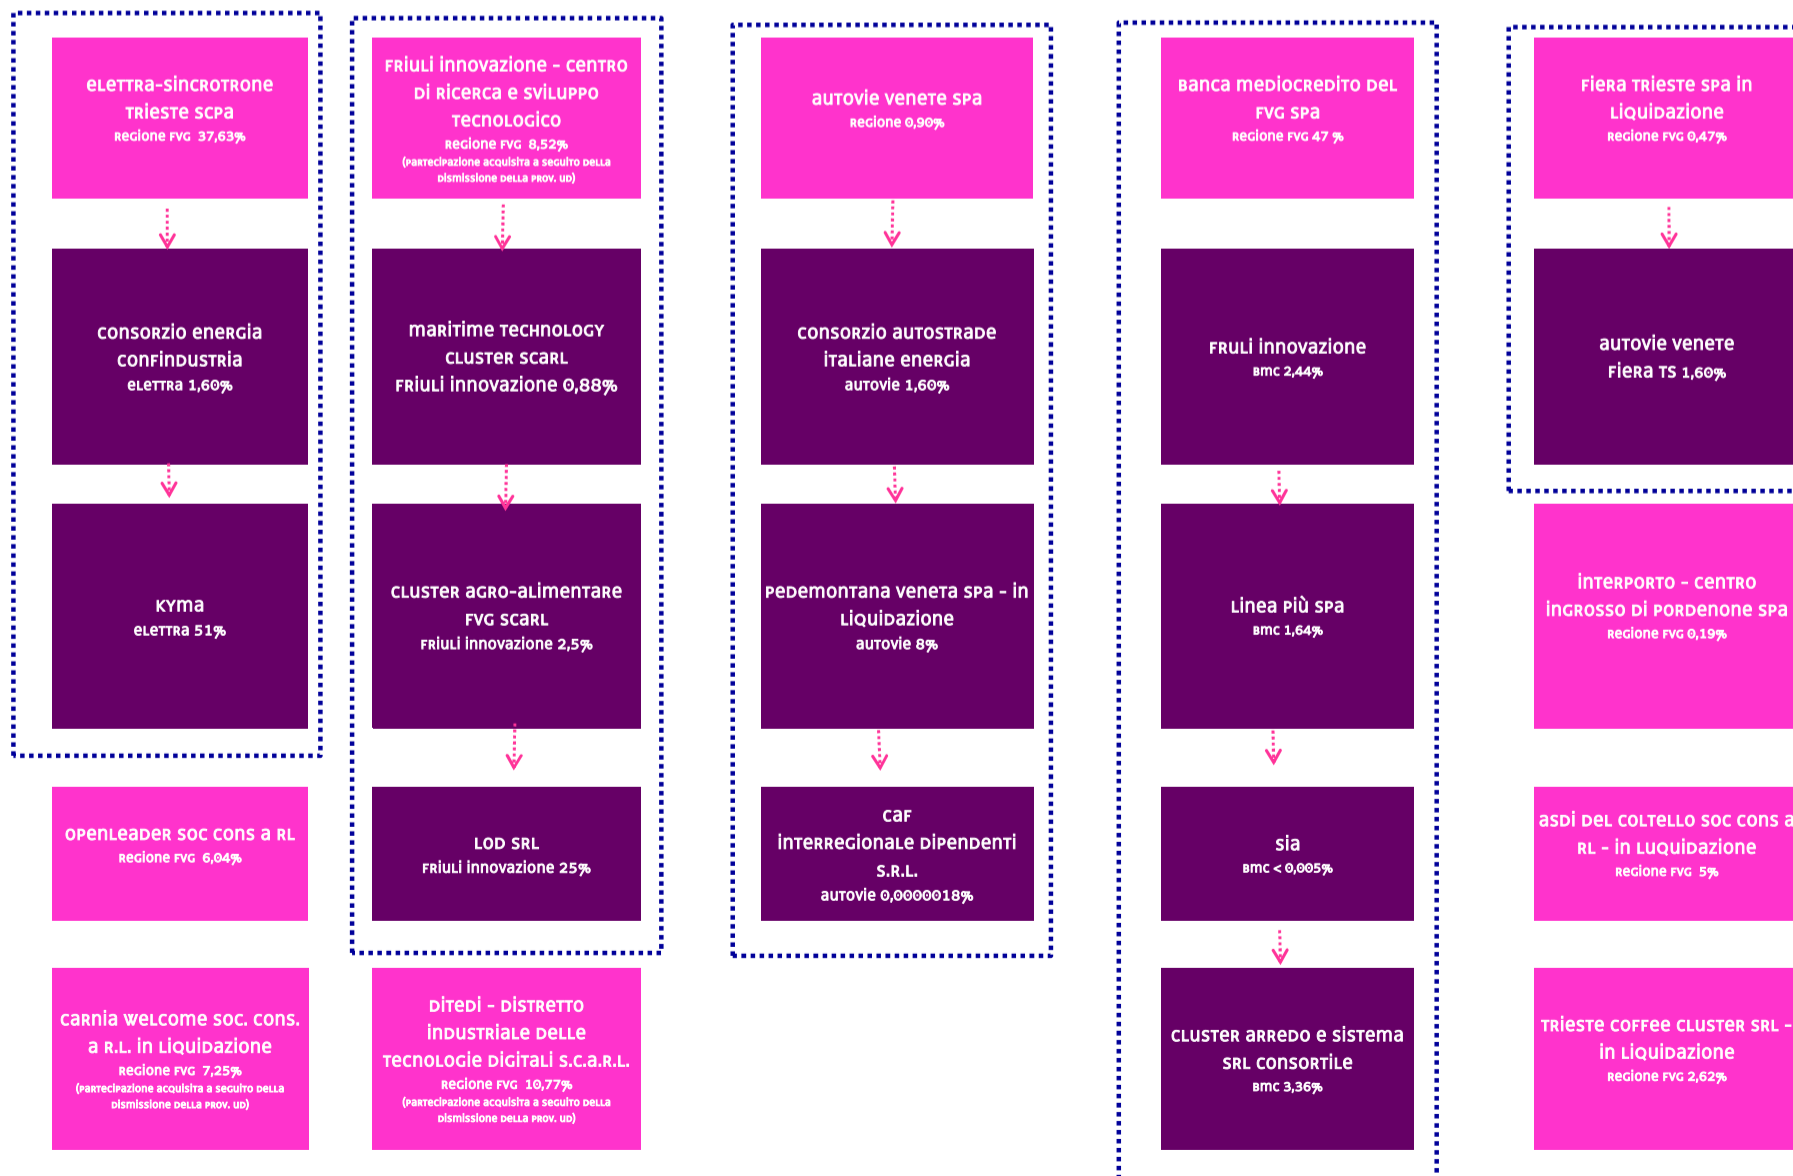 elettra-sincrotrone
trieste scpa
regione fvg 37,63%
consorzio energia
confindustria
elettra 1,60%
kyma
elettra 51%
openleader soc cons a rl
regione fvg 6,04%
carnia welcome soc. cons.
a r.l. in liquidazione
regione fvg 7,25%
(partecipazione acquisita a seguito della
dismissione della prov. ud)
friuli innovazione - centro
di ricerca e sviluppo
tecnologico
regione fvg 8,52%
(partecipazione acquisita a seguito della
dismissione della prov. ud)
maritime technology
cluster scarl
friuli innovazione 0,88%
cluster agro-alimentare
fvg scarl
friuli innovazione 2,5%
lod srl
friuli innovazione 25%
ditedi - distretto
industriale delle
tecnologie digitali s.c.a.r.l.
regione fvg 10,77%
(partecipazione acquisita a seguito della
dismissione della prov. ud)
autovie venete spa
regione 0,90%
consorzio autostrade
italiane energia
autovie 1,60%
pedemontana veneta spa - in
liquidazione
autovie 8%
caf
interregionale dipendenti
s.r.l.
autovie 0,0000018%
banca mediocredito del
fvg spa
regione fvg 47 %
fruli innovazione
bmc 2,44%
linea più spa
bmc 1,64%
sia
bmc < 0,005%
cluster arredo e sistema
srl consortile
bmc 3,36%
fiera trieste spa in
liquidazione
regione fvg 0,47%
autovie venete
fiera ts 1,60%
interporto - centro
ingrosso di pordenone spa
regione fvg 0,19%
asdi del coltello soc cons a
rl - in luquidazione
regione fvg 5%
trieste coffee cluster srl -
in liquidazione
regione fvg 2,62%